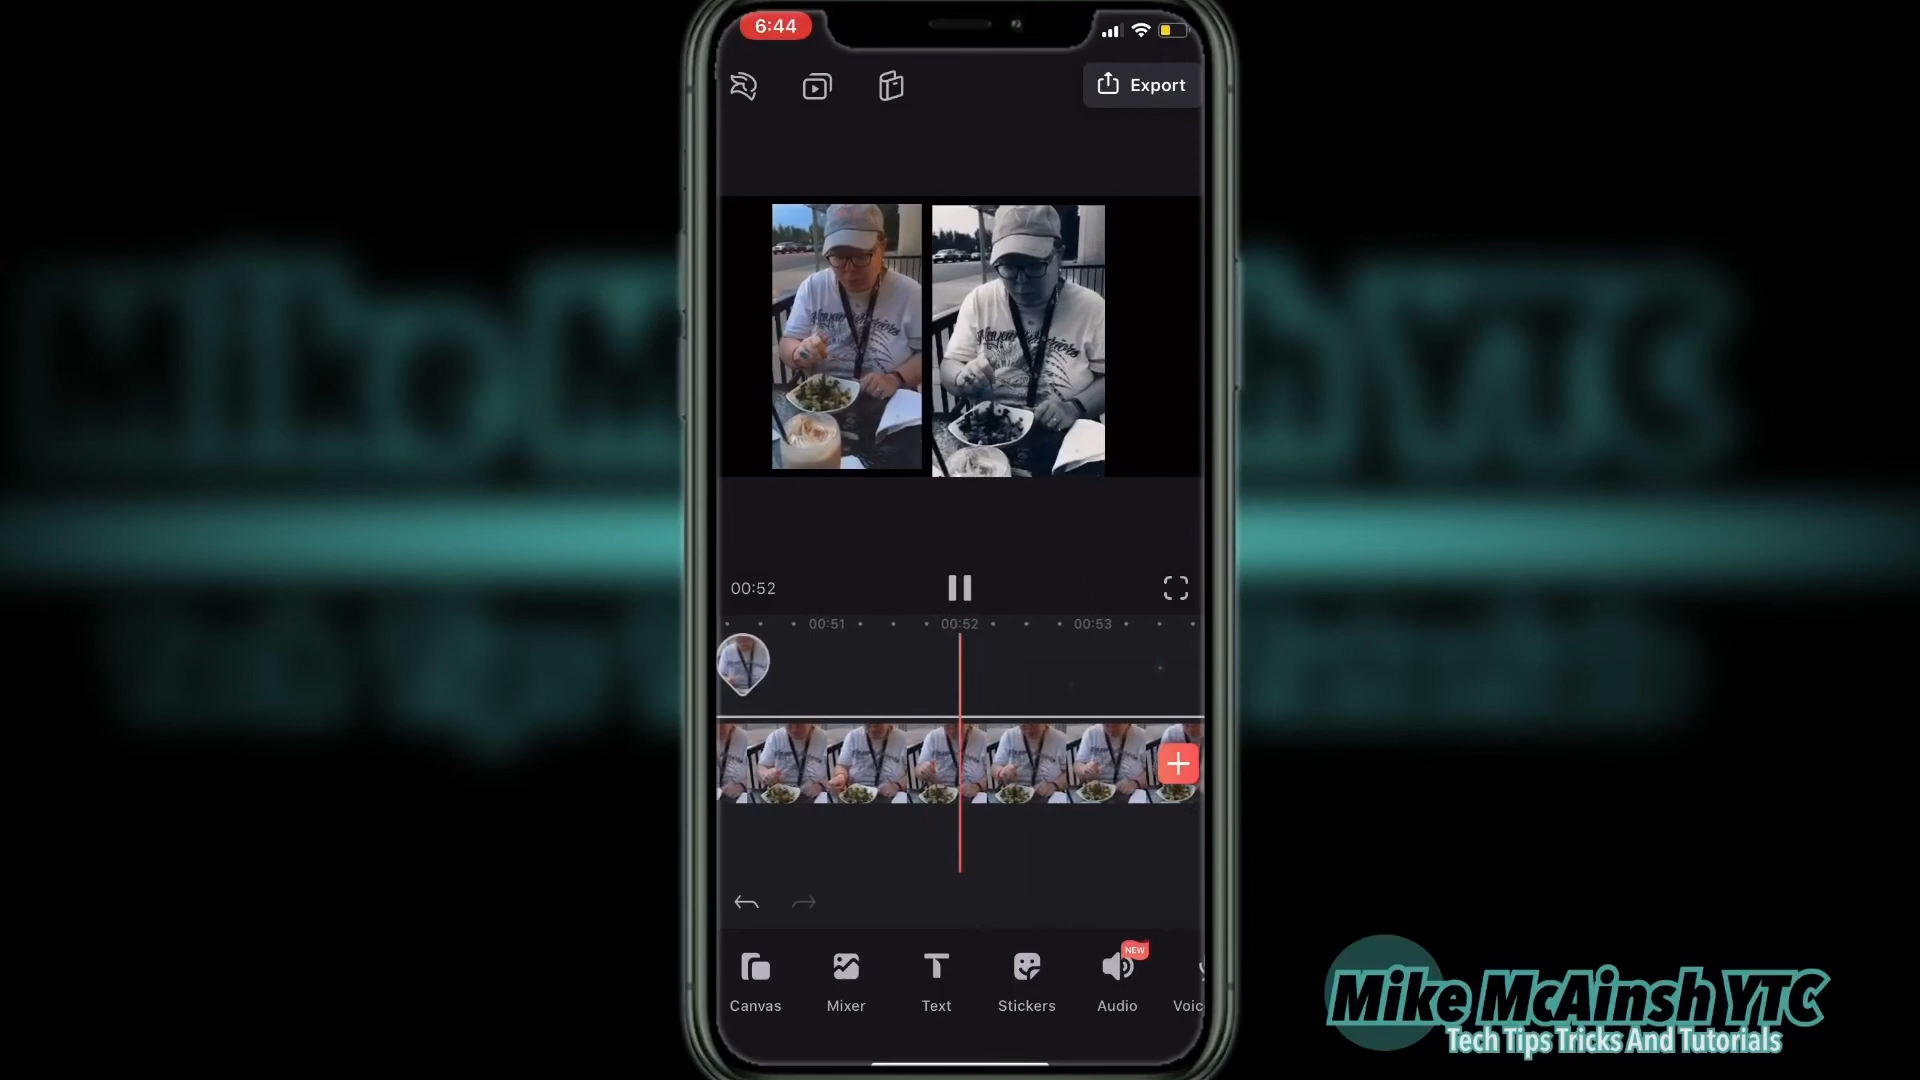 6:44
Export
00:52
00:51
00:52
00:53
NEW
Canvas
Mixer
Text
Stickers
Audio
Voic
Mike McAinsh YTC
Tech Tips Tricks And Tutorials